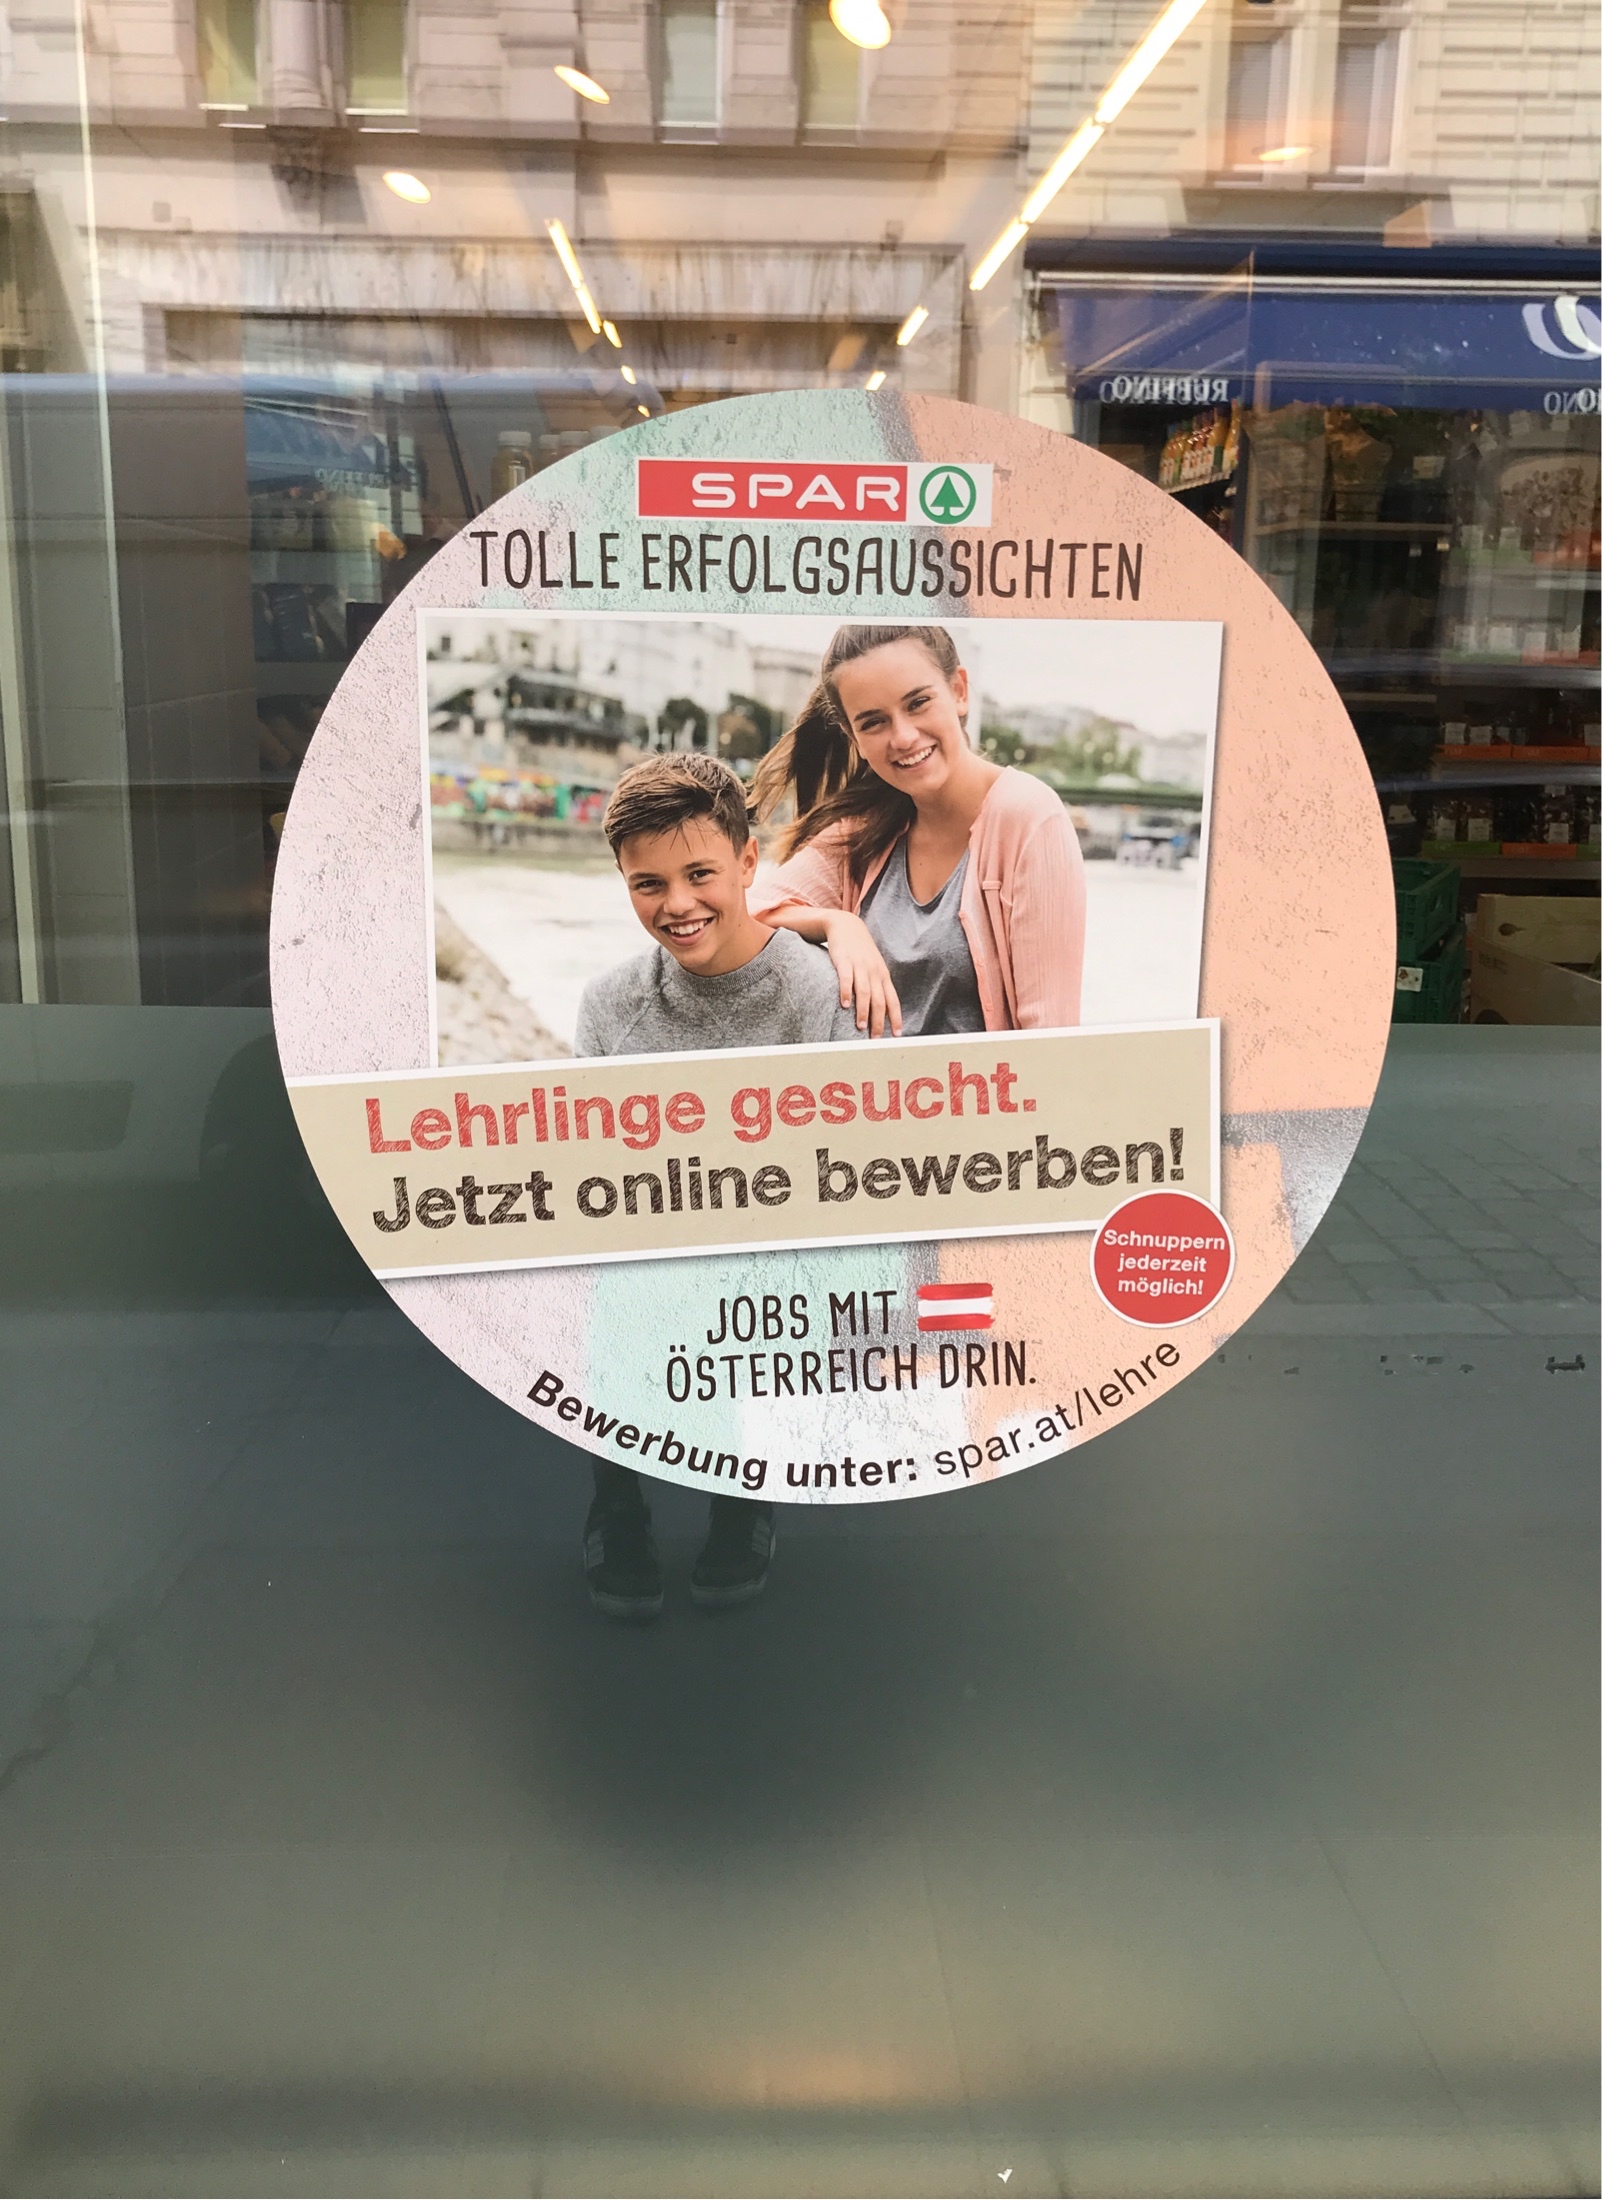 RUFFINO
SPAR
TOLLE ERFOLGSAUSSICHTEN
Lehrlinge gesucht.
Jetzt online bewerben!
Schnuppern
jederzeit
möglich!
JOBS MIT
ÖSTERREICH DRIN.
Bewerbung unter: spar.at/lehre